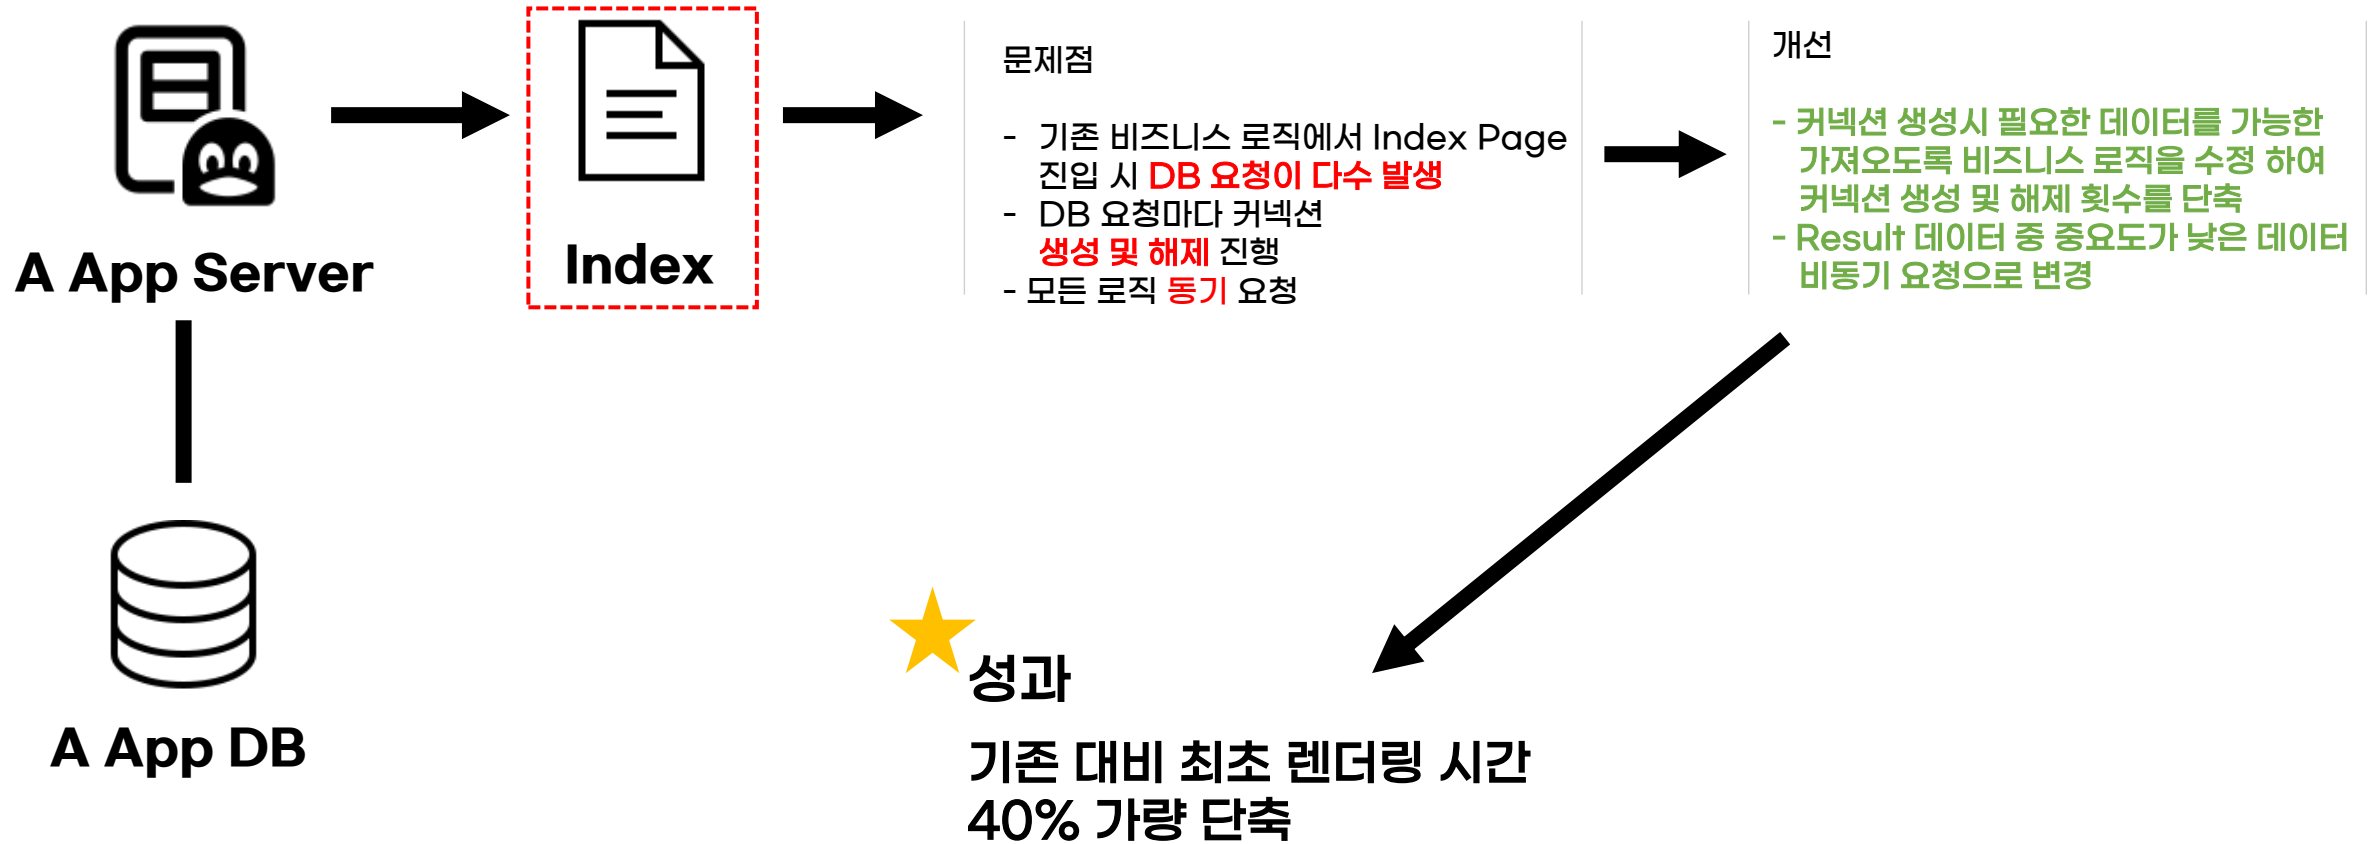 A App Server
Index
문제점
- 기존 비즈니스 로직에서 Index Page
진입 시 DB 요청이 다수 발생
- DB 요청마다 커넥션
생성 및 해제 진행
- 모든 로직 동기 요청
개선
- 커넥션 생성시 필요한 데이터를 가능한
가져오도록 비즈니스 로직을 수정 하여
커넥션 생성 및 해제 횟수를 단축
- Result 데이터 중 중요도가 낮은 데이터
비동기 요청으로 변경
A App DB
성과
기존 대비 최초 렌더링 시간
40% 가량 단축